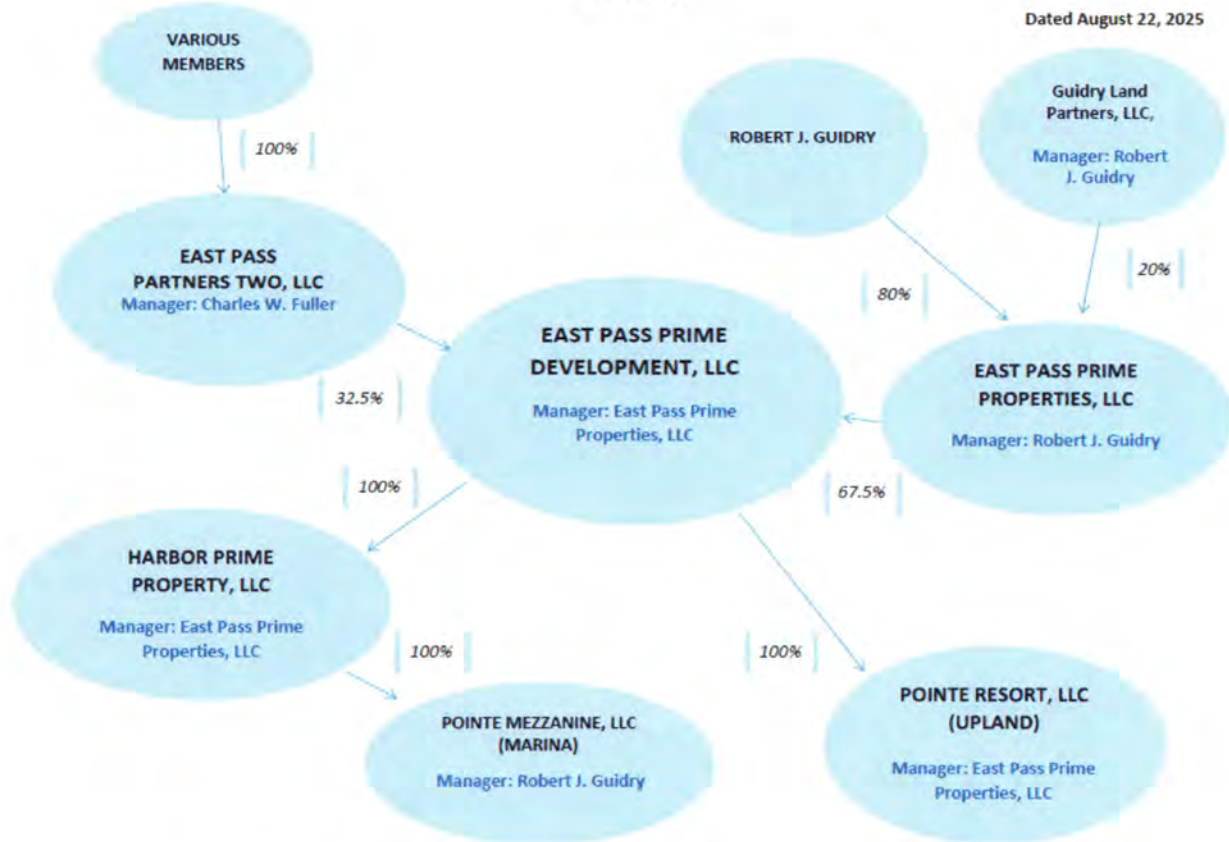 Dated August 22, 2025
VARIOUS
MEMBERS
100%
ROBERT J. GUIDRY
Guidry Land
Partners, LLC,
Manager: Robert
J. Guidry
EAST PASS
PARTNERS TWO, LLC
Manager: Charles W. Fuller
80%
20%
32.5%
EAST PASS PRIME
DEVELOPMENT, LLC
Manager: East Pass Prime
Properties, LLC
EAST PASS PRIME
PROPERTIES, LLC
Manager: Robert J. Guidry
67.5%
100%
HARBOR PRIME
PROPERTY, LLC
Manager: East Pass Prime
Properties, LLC
100%
100%
POINTE MEZZANINE, LLC
(MARINA)
Manager: Robert J. Guidry
POINTE RESORT, LLC
(UPLAND)
Manager: East Pass Prime
Properties, LLC